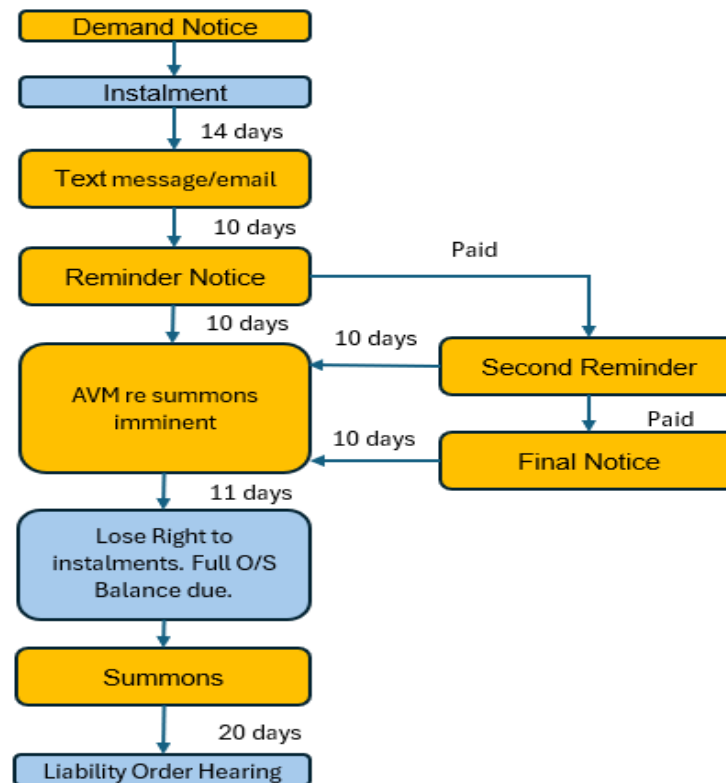 Demand Notice
Instalment
14 days
Text message/email
10 days
Paid
Reminder Notice
10 days
10 days
Second Reminder
AVM re summons
imminent
Paid
10 days
Final Notice
11 days
Lose Right to
instalments. Full O/S
Balance due.
Summons
20 days
Liability Order Hearing